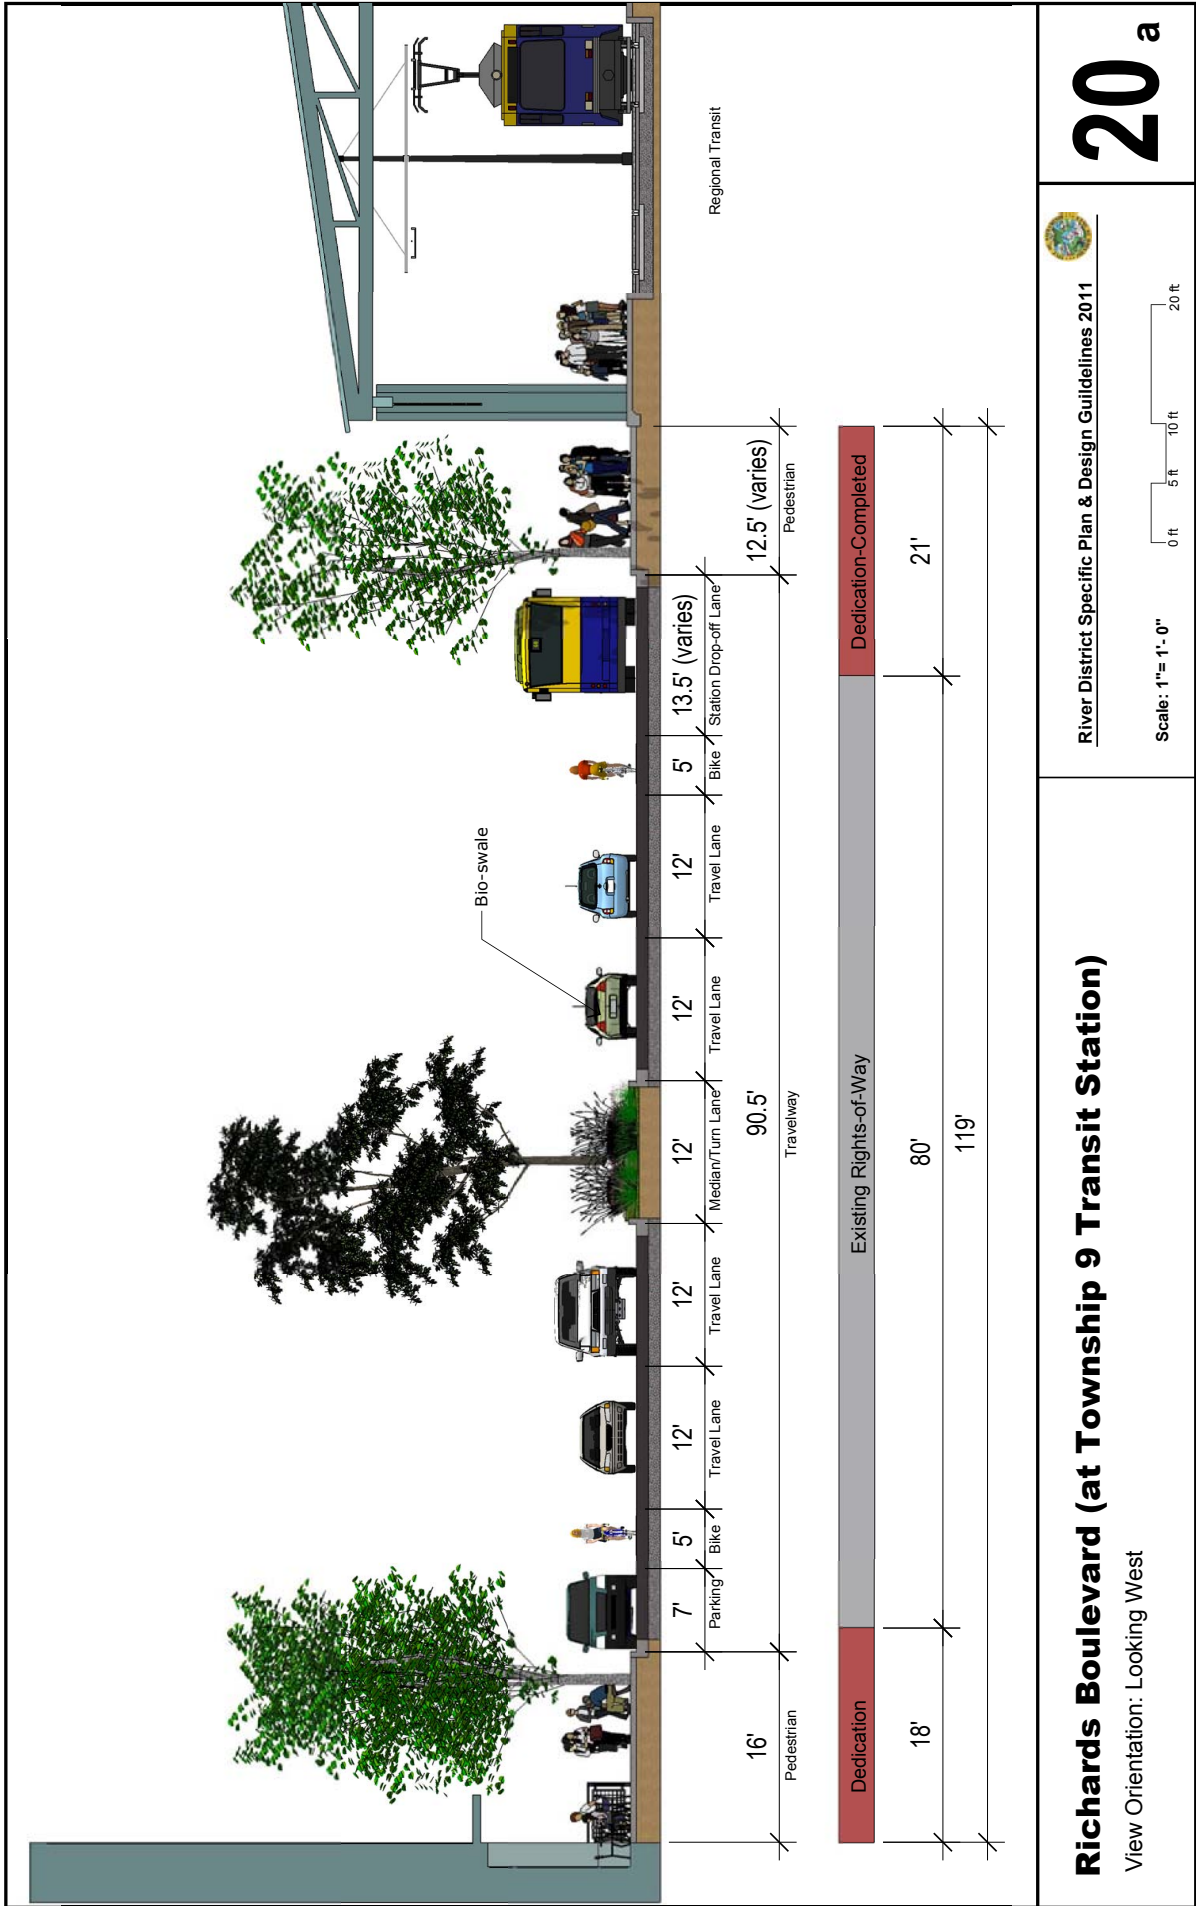 Bio-swale
Regional Transit
7'
5'
12'
12'
12'
12'
12'
5'
13.5' (varies)
Parking
Bike
Travel Lane
Travel Lane
Median/Turn Lane
Travel Lane
Travel Lane
Bike
Station Drop-off Lane
16'
90.5'
12.5' (varies)
Pedestrian
Travelway
Pedestrian
Dedication
Existing Rights-of-Way
Dedication-Completed
18'
80'
21'
119'
Richards Boulevard (at Township 9 Transit Station)
View Orientation: Looking West
River District Specific Plan & Design Guildelines 2011
Scale: 1"= 1'- 0"
0 ft
5 ft
10 ft
20 ft
20 a